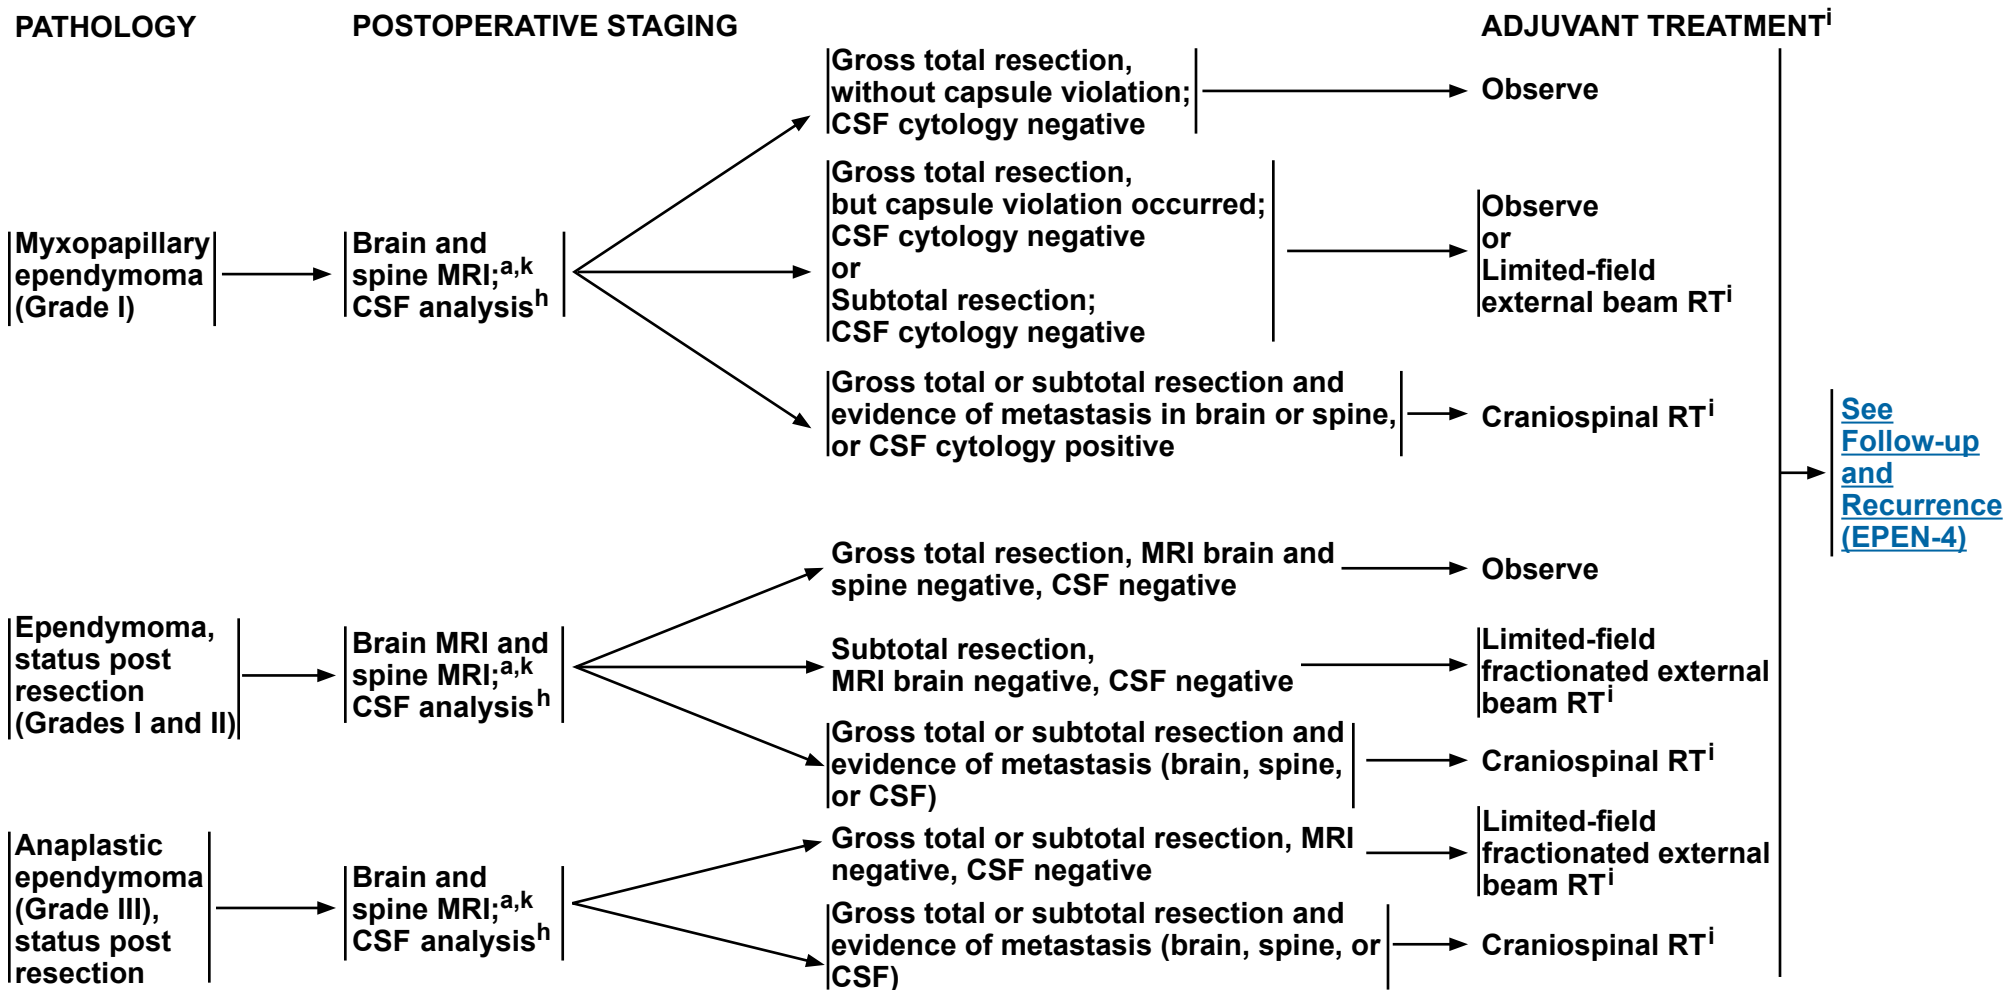 PATHOLOGY
POSTOPERATIVE STAGING
ADJUVANT TREATMENTi
Myxopapillary
ependymoma
(Grade I)
Brain and
spine MRI;a,k
CSF analysish
Gross total resection,
without capsule violation;
CSF cytology negative
Observe
Gross total resection,
but capsule violation occurred;
CSF cytology negative
or
Subtotal resection;
CSF cytology negative
Observe
or
Limited-field
external beam RTi
Gross total or subtotal resection and
evidence of metastasis in brain or spine,
or CSF cytology positive
Craniospinal RTi
Ependymoma,
status post
resection
(Grades I and II)
Brain MRI and
spine MRI;a,k
CSF analysish
Gross total resection, MRI brain and
spine negative, CSF negative
Observe
Subtotal resection,
MRI brain negative, CSF negative
Limited-field
fractionated external
beam RTi
Gross total or subtotal resection and
evidence of metastasis (brain, spine,
or CSF)
Craniospinal RTi
Anaplastic
ependymoma
(Grade III),
status post
resection
Brain and
spine MRI;a,k
CSF analysish
Gross total or subtotal resection, MRI
negative, CSF negative
Limited-field
fractionated external
beam RTi
Gross total or subtotal resection and
evidence of metastasis (brain, spine, or
CSF)
Craniospinal RTi
See
Follow-up
and
Recurrence
(EPEN-4)